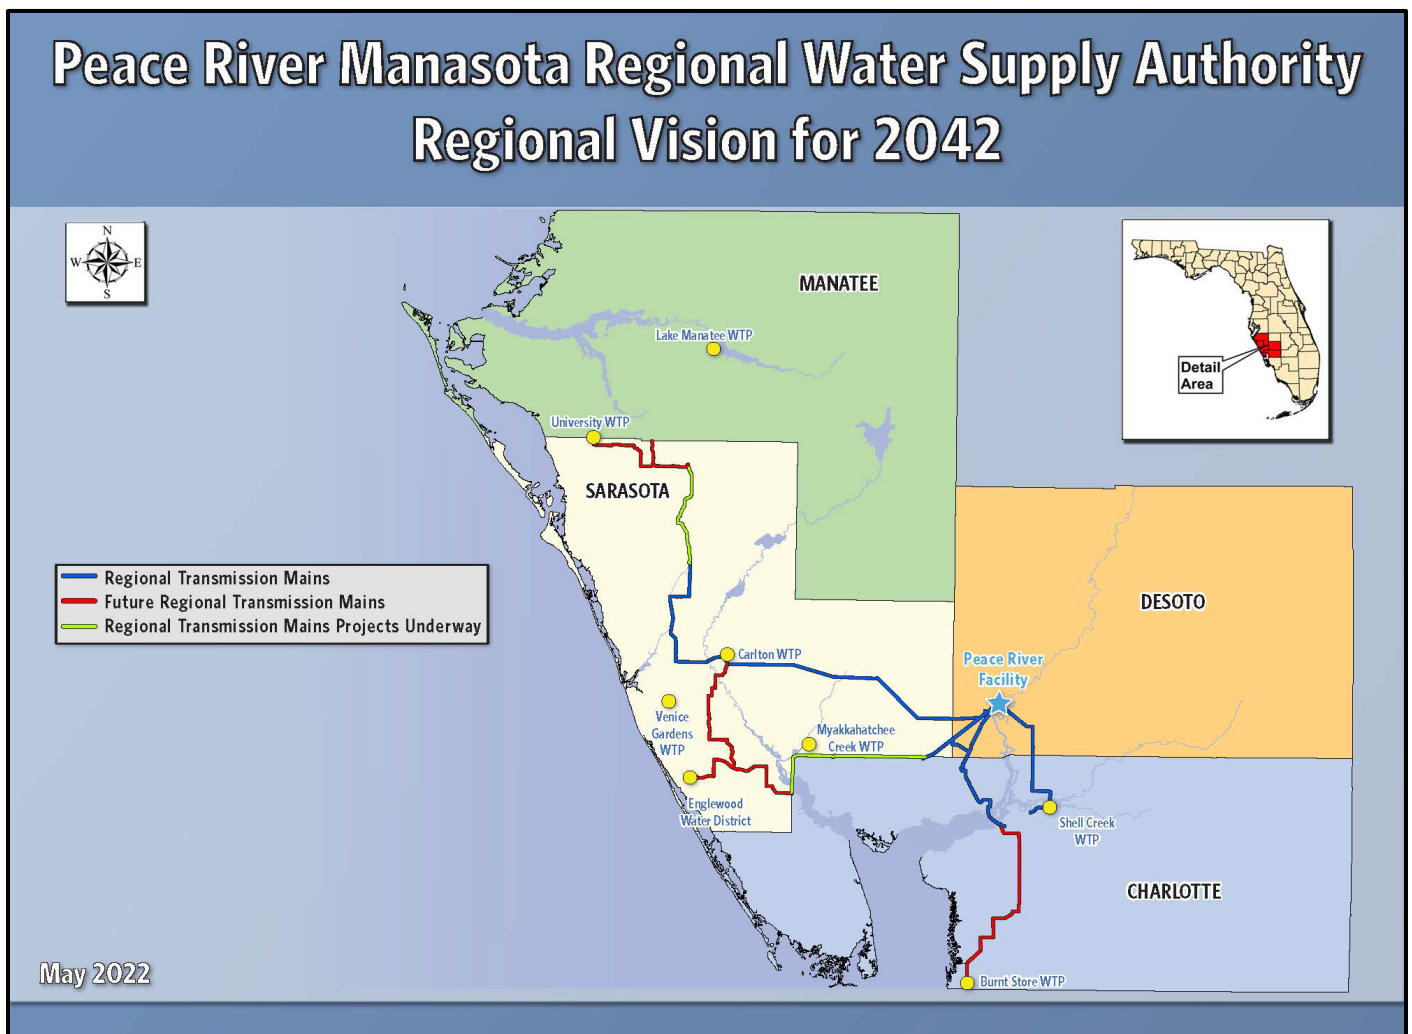 Peace River Manasota Regional Water Supply Authority
Regional Vision for 2042
N
W
E
S
MANATEE
Lake Manatee WTP
Detail
Area
University WTP
SARASOTA
Regional Transmission Mains
Future Regional Transmission Mains
Regional Transmission Mains Projects Underway
DESOTO
Carlton WTP
Peace River
Facility
Venice
Gardens
WTP
Myakkahatchee
Creek WTP
Englewood
Water District
Shell Creek
WTP
CHARLOTTE
May 2022
Burnt Store WTP